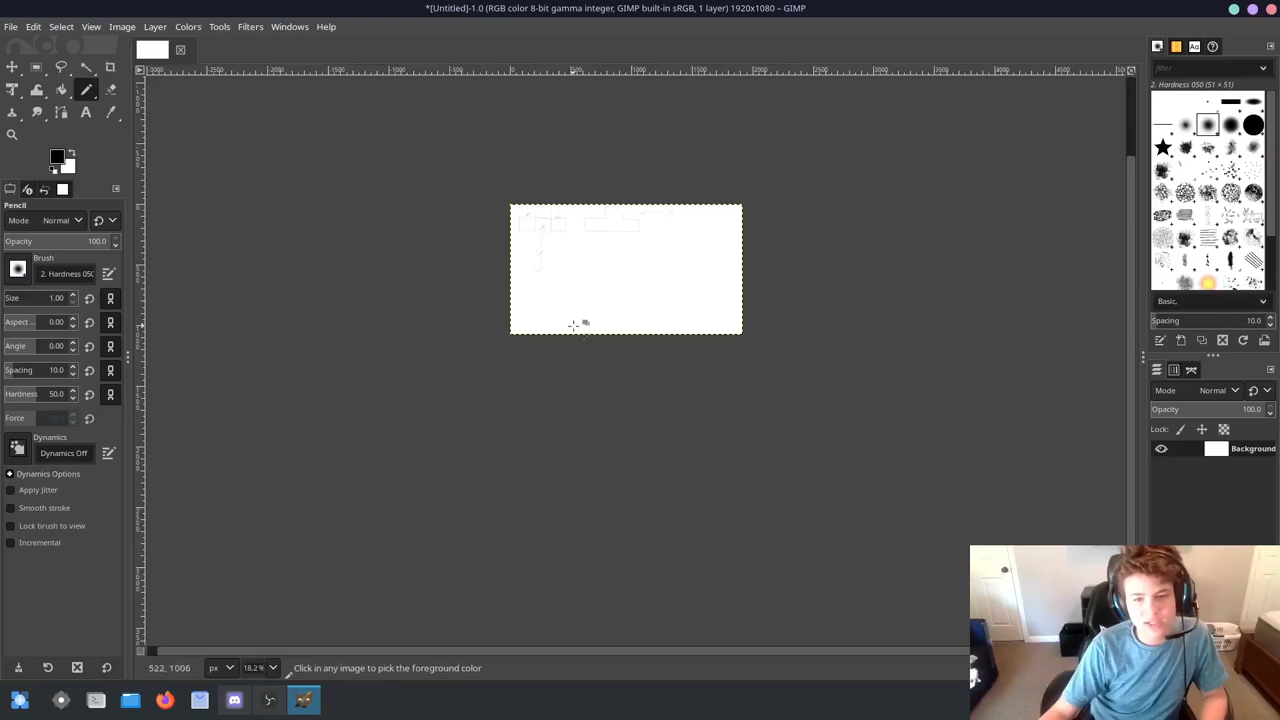 *[Untitled]-1.0 (RGB color 8-bit gamma integer, GIMP built-in sRGB, 1 layer) 1920x1080 – GIMP
File Edit Select View Image Layer Colors Tools Filters Windows Help
filter
2. Hardness 050 (51 × 51)
Pencil
Mode Normal
Opacity 100.0
Brush
2. Hardness 050
Size 1.00
Aspect ... 0.00
Angle 0.00
Spacing 10.0
Hardness 50.0
Force
Dynamics
Dynamics Off
Dynamics Options
Apply Jitter
Smooth stroke
Lock brush to view
Incremental
Basic,
Spacing 10.0
Mode Normal
Opacity 100.0
Lock:
Background
522, 1006 px 18.2% Click in any image to pick the foreground color